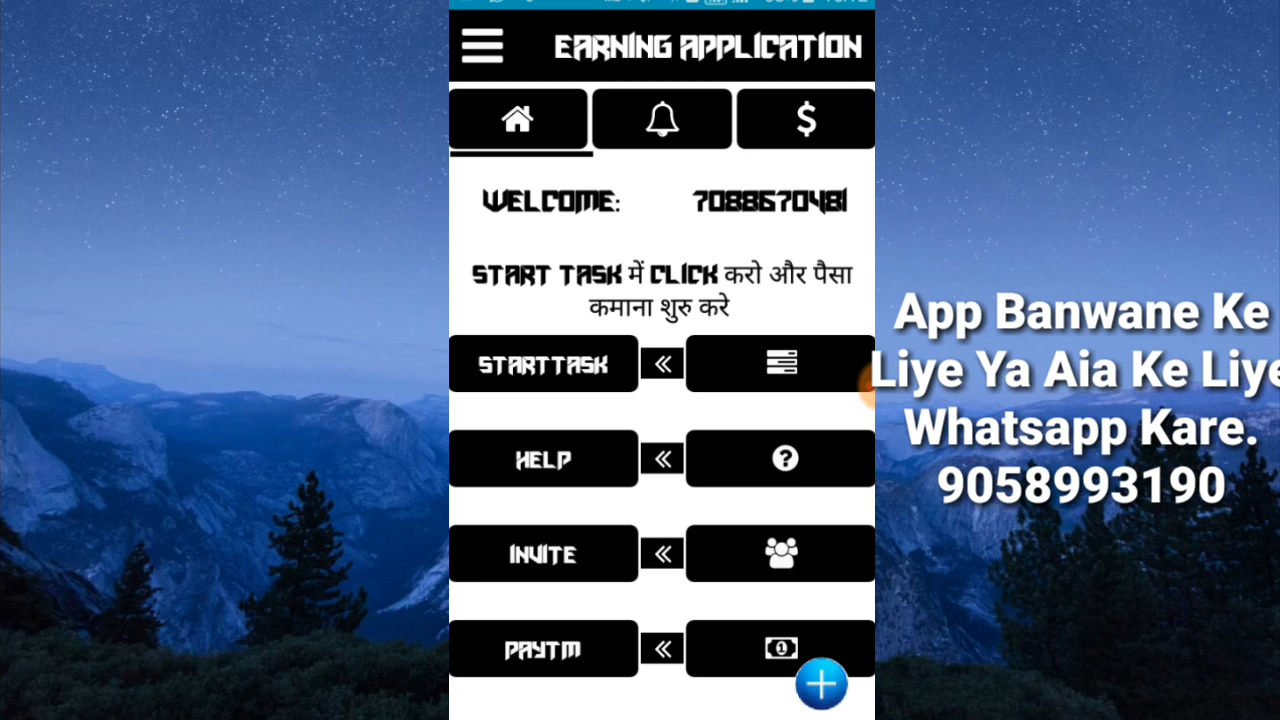 EARNING APPLICATION
WELCOME: 7088670481
START TASK में CLICK करो और पैसा
कमाना शुरु करे
STARTTASK
HELP
INVITE
PAYTM
App Banwane Ke
Liye Ya Aia Ke Liye
Whatsapp Kare.
9058993190